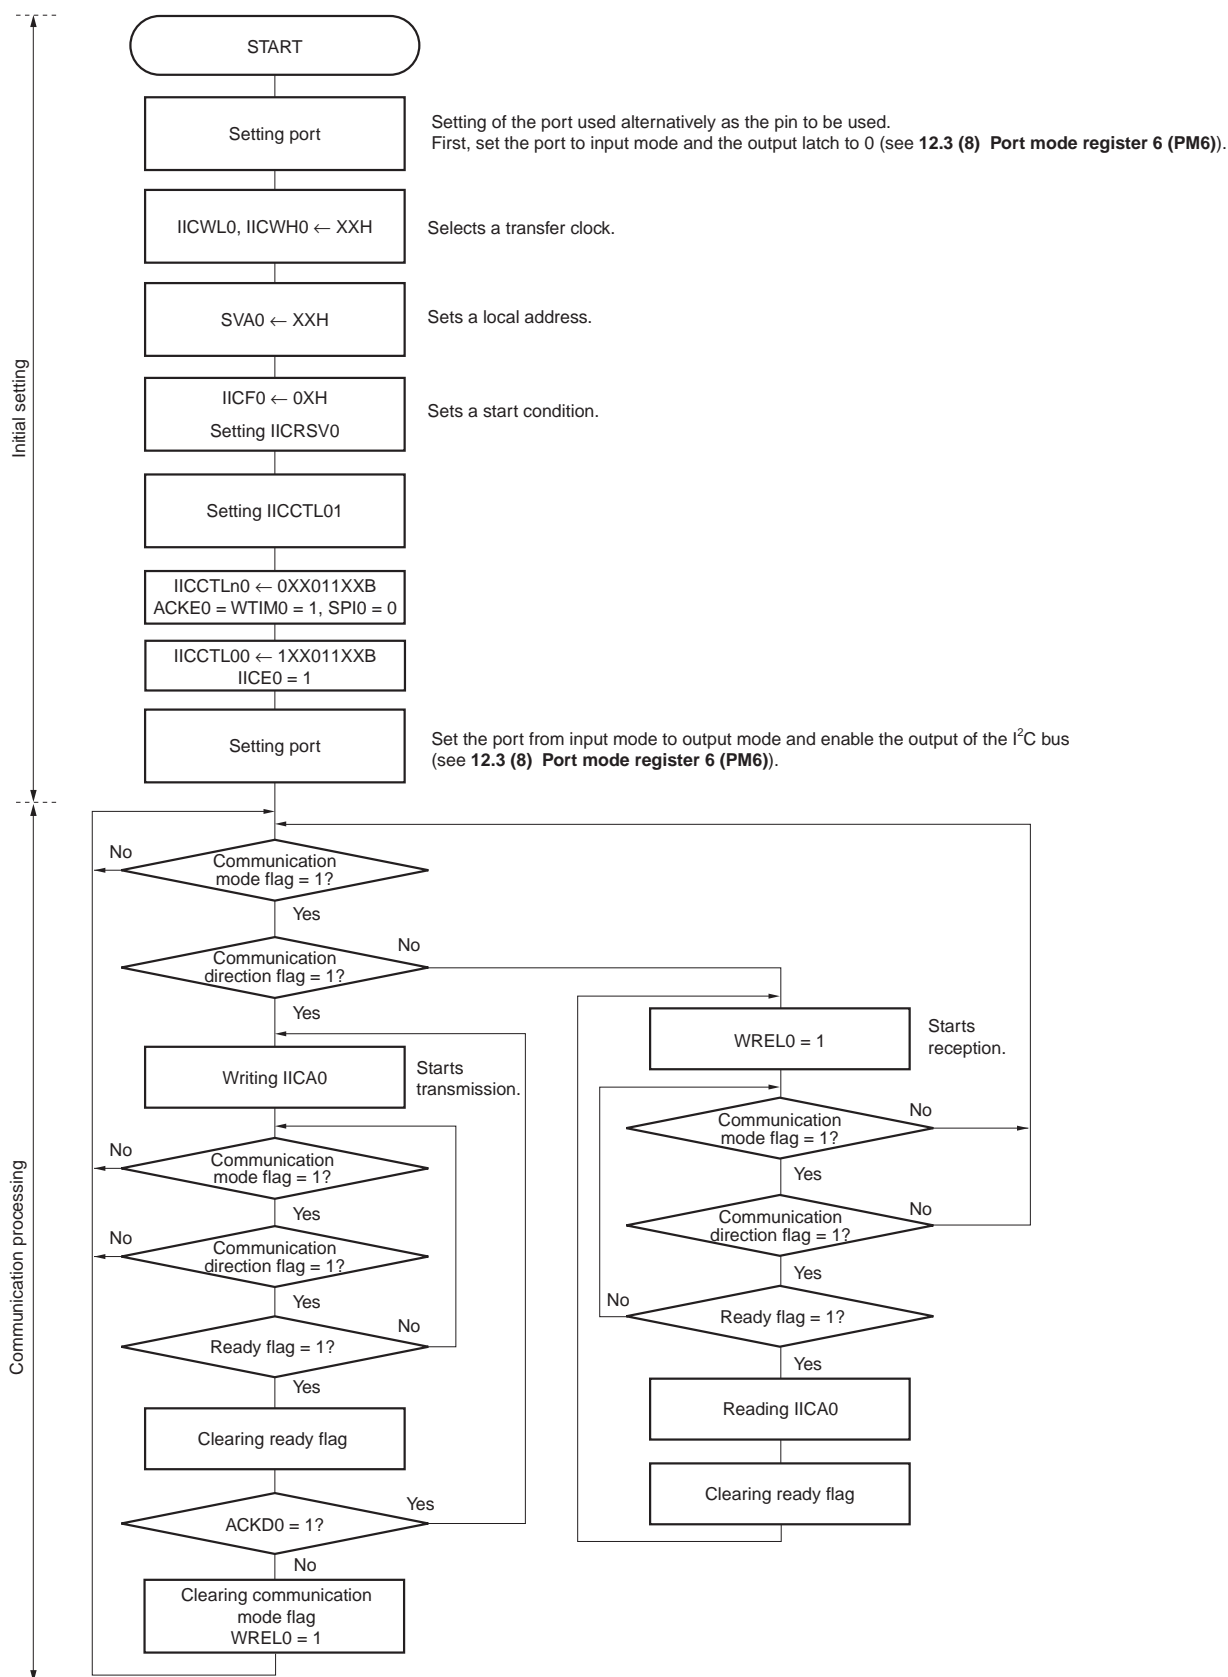 START
Setting port
Setting of the port used alternatively as the pin to be used.
First, set the port to input mode and the output latch to 0 (see 12.3 (8) Port mode register 6 (PM6)).
IICWL0, IICWH0 ← XXH
Selects a transfer clock.
SVA0 ← XXH
Sets a local address.
IICF0 ← 0XH
Setting IICRSV0
Sets a start condition.
Initial setting
Setting IICCTL01
IICCTLn0 ← 0XX011XXB
ACKE0 = WTIM0 = 1, SPI0 = 0
IICCTL00 ← 1XX011XXB
IICE0 = 1
Setting port
Set the port from input mode to output mode and enable the output of the I²C bus
(see 12.3 (8) Port mode register 6 (PM6)).
No
Communication
mode flag = 1?
Yes
Communication
direction flag = 1?
No
Yes
Writing IICA0
Starts
transmission.
No
Communication
mode flag = 1?
Yes
No
Communication
direction flag = 1?
Yes
Ready flag = 1?
No
Yes
Clearing ready flag
ACKD0 = 1?
Yes
No
Clearing communication
mode flag
WREL0 = 1
Communication processing
WREL0 = 1
Starts
reception.
Communication
mode flag = 1?
No
Yes
Communication
direction flag = 1?
No
Yes
No
Ready flag = 1?
Yes
Reading IICA0
Clearing ready flag